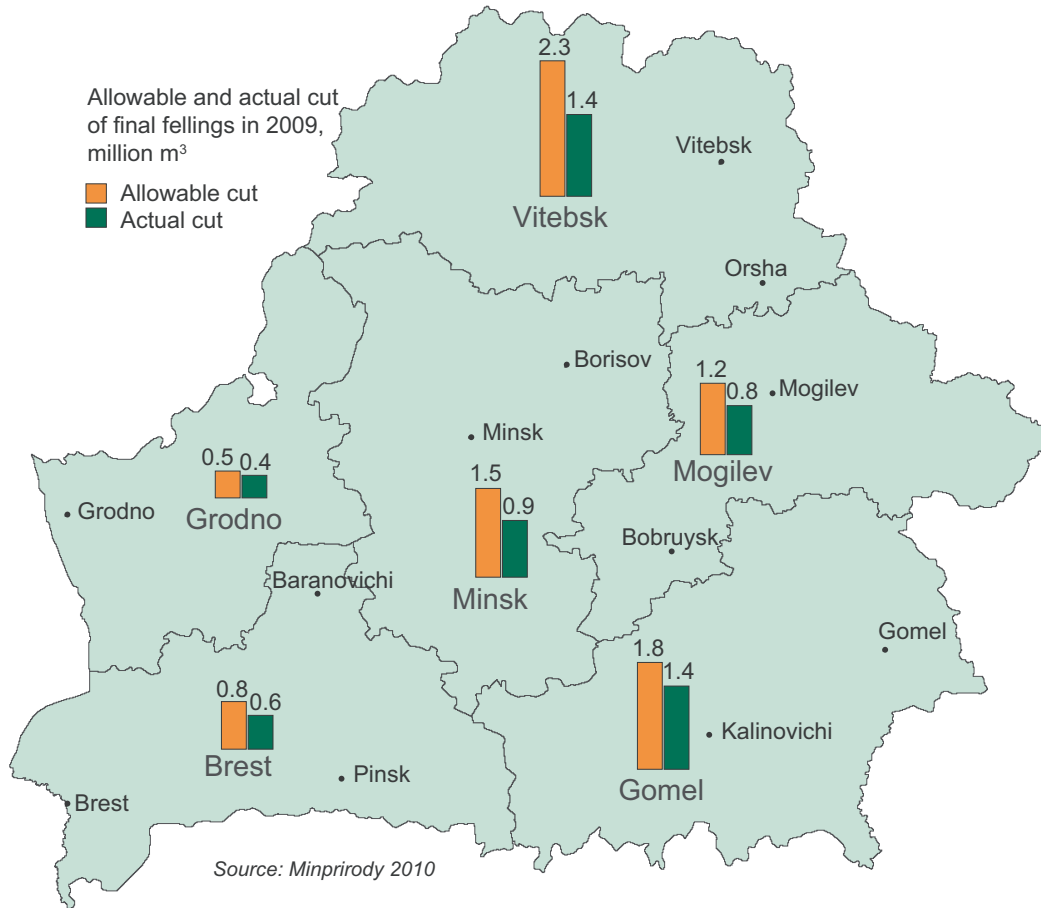 Allowable and actual cut
of final fellings in 2009,
million m³
Allowable cut
Actual cut
2.3
1.4
Vitebsk
Vitebsk
Orsha
Borisov
Minsk
1.5
0.9
Minsk
1.2
0.8
Mogilev
Mogilev
Bobruysk
0.5
0.4
Grodno
Grodno
Baranovichi
0.8
0.6
Brest
Brest
Pinsk
1.8
1.4
Gomel
Gomel
Kalinovichi
Source: Minprirody 2010